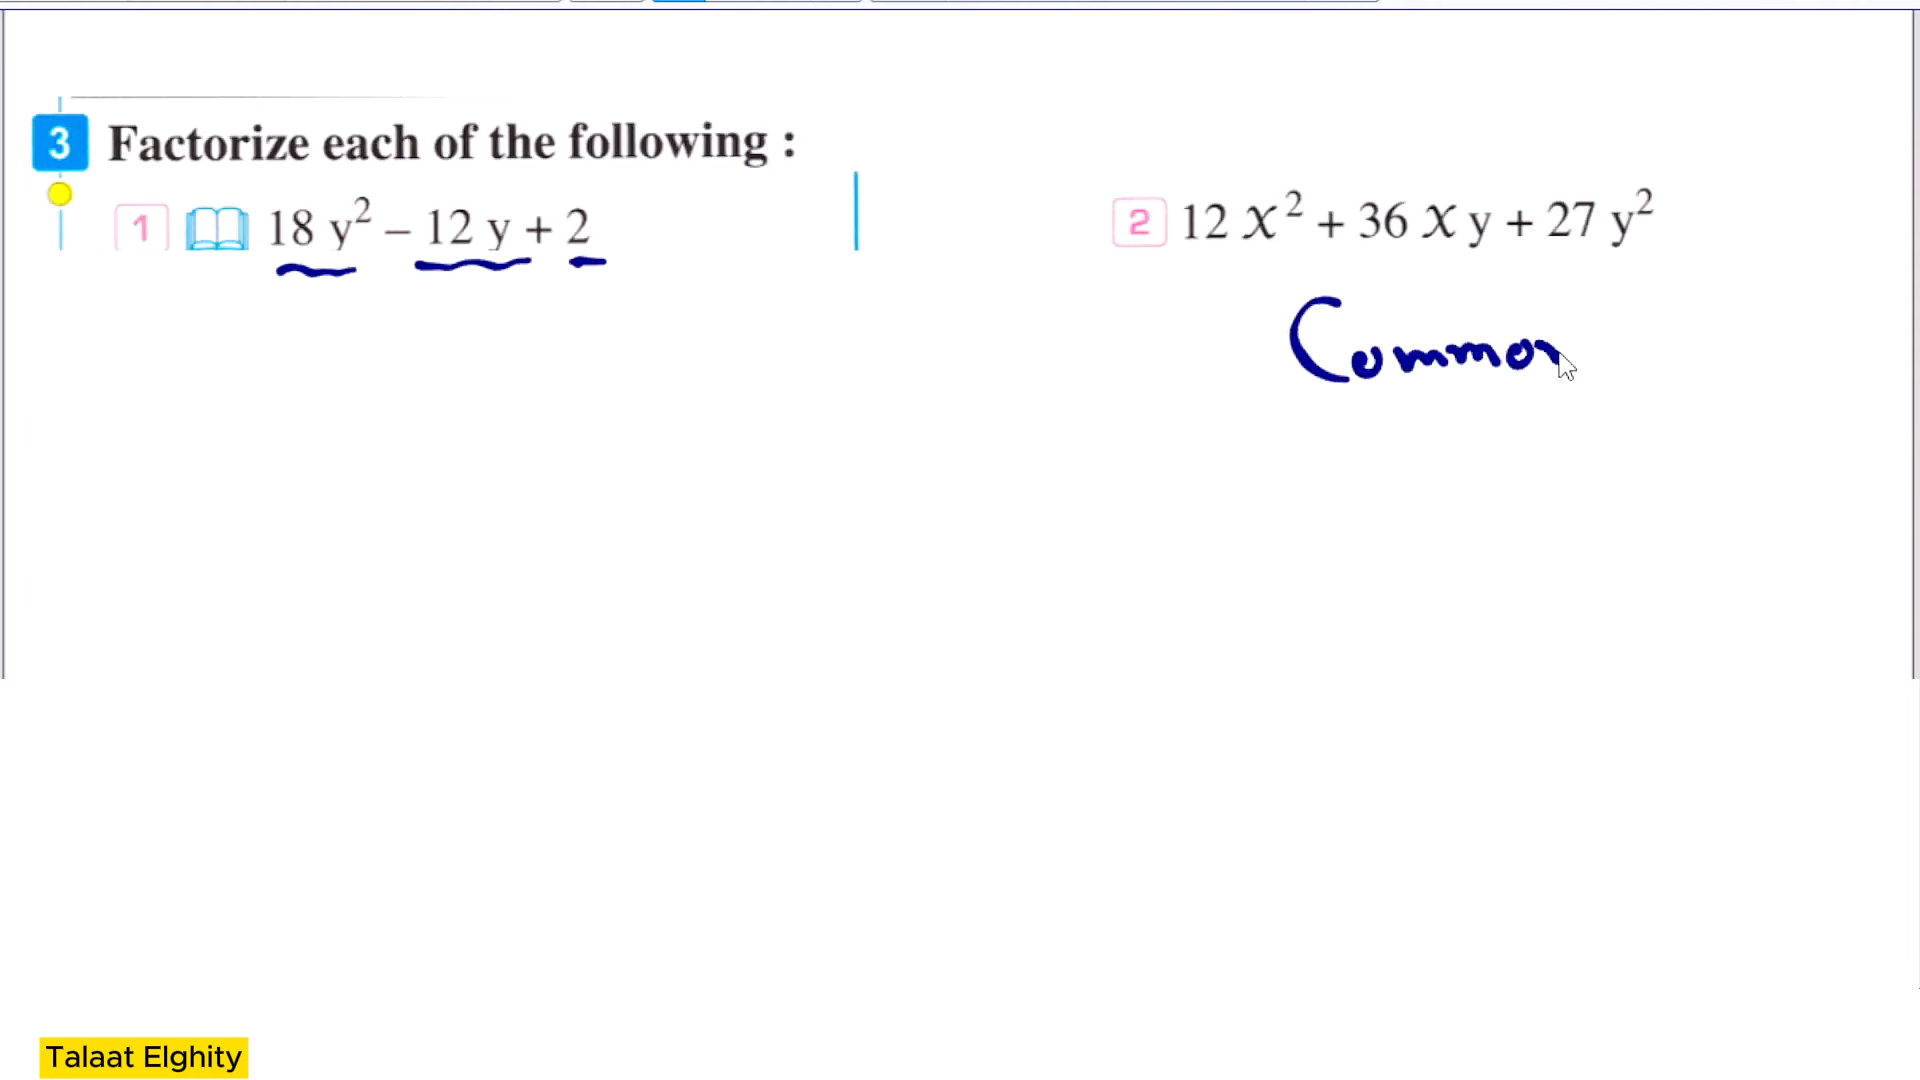 3 Factorize each of the following :
1 18 y² – 12 y + 2
2 12 X² + 36 X y + 27 y²
Common
Talaat Elghity